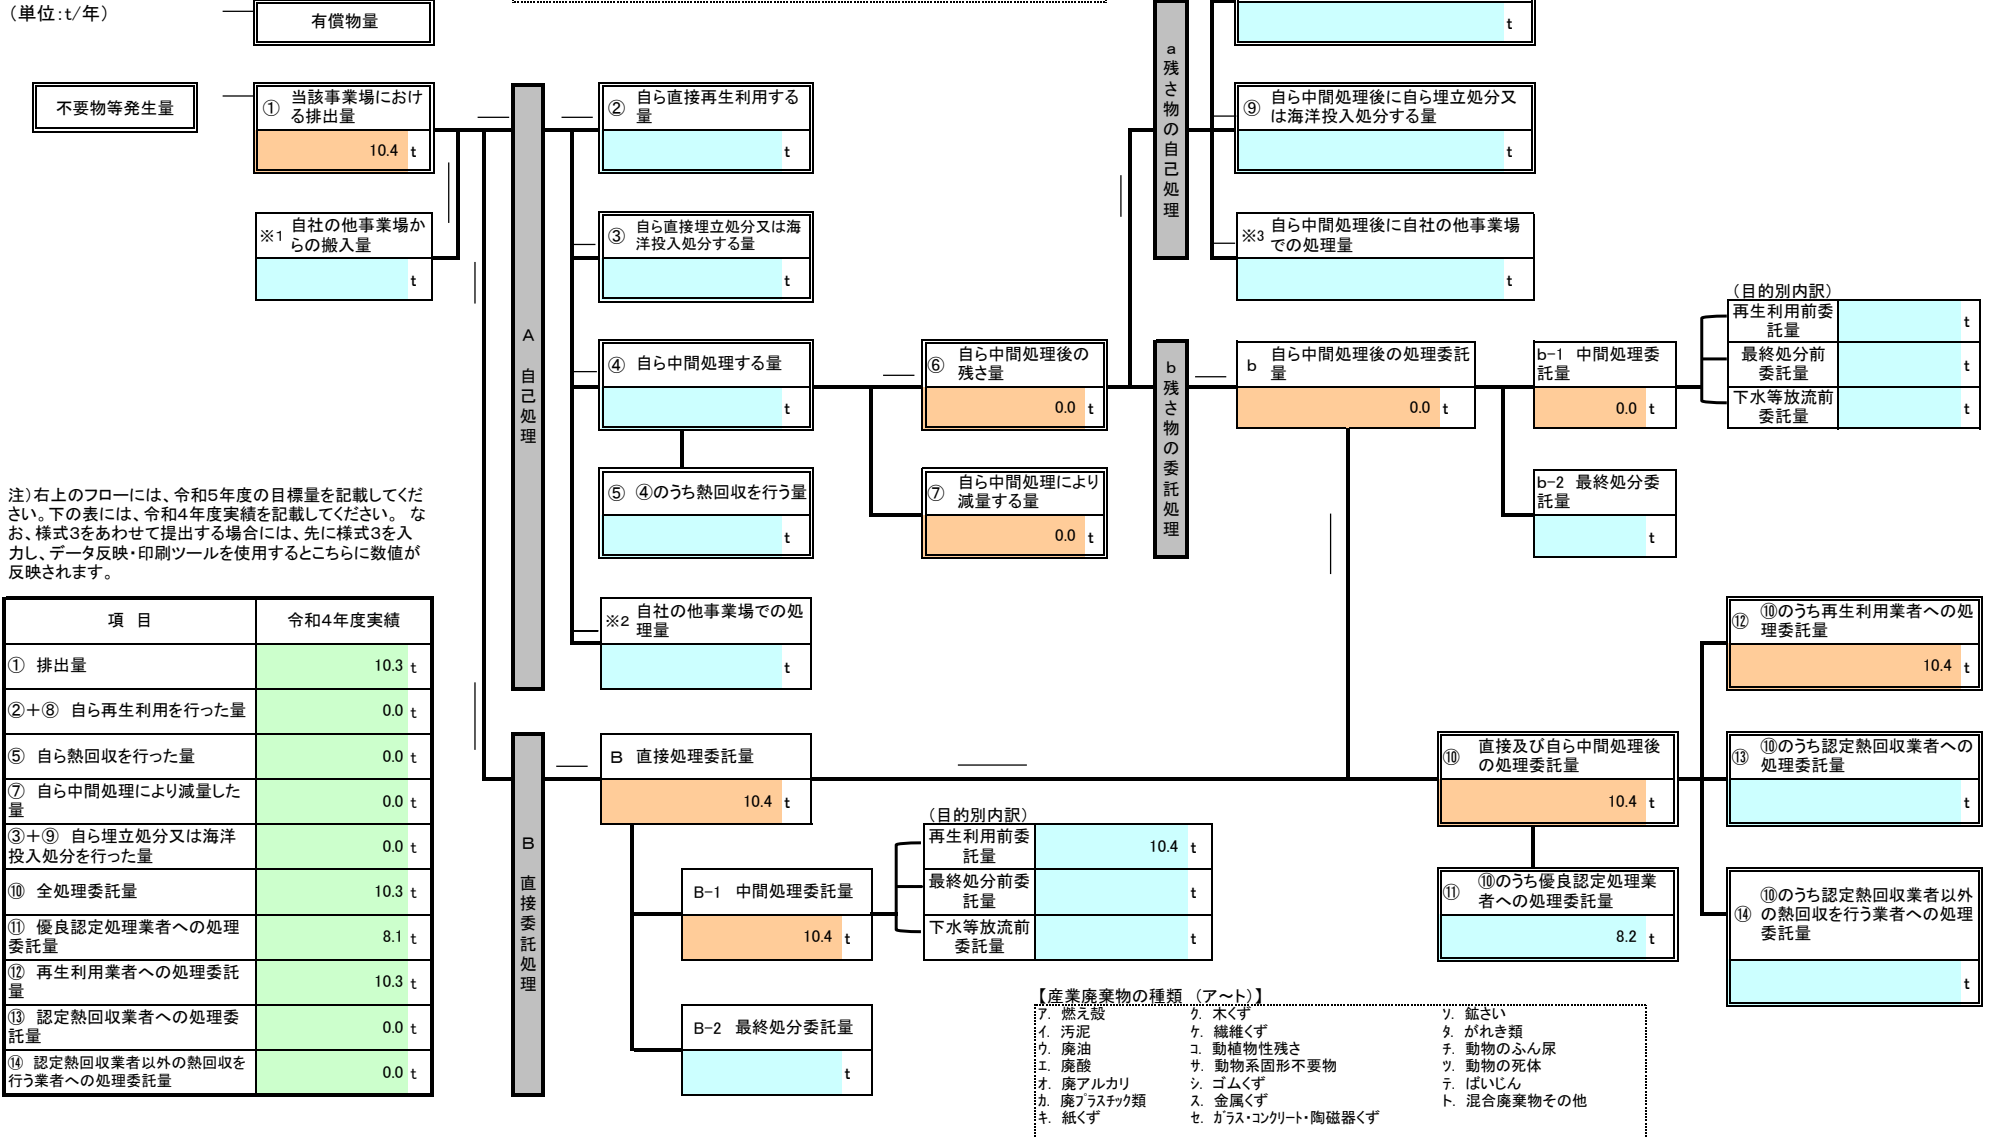 （単位:t/年）
有償物量
t
不要物等発生量
① 当該事業場におけ
る排出量
10.4 t
※1 自社の他事業場か
らの搬入量
t
A 自己処理
② 自ら直接再生利用する
量
t
③ 自ら直接埋立処分又は海
洋投入処分する量
t
④ 自ら中間処理する量
t
⑤ ④のうち熱回収を行う量
t
※2 自社の他事業場での処
理量
t
⑥ 自ら中間処理後の
残さ量
0.0 t
⑦ 自ら中間処理により
減量する量
0.0 t
a 残さ物の自己処理
⑨ 自ら中間処理後に自ら埋立処分又
は海洋投入処分する量
t
※3 自ら中間処理後に自社の他事業場
での処理量
t
b 残さ物の委託処理
b 自ら中間処理後の処理委託
量
0.0 t
b-1 中間処理委
託量
0.0 t
b-2 最終処分委
託量
t
（目的別内訳）
再生利用前委
託量
t
最終処分前
委託量
t
下水等放流前
委託量
t
注）右上のフローには、令和5年度の目標量を記載してくだ
さい。下の表には、令和4年度実績を記載してください。 な
お、様式3をあわせて提出する場合には、先に様式3を入
力し、データ反映・印刷ツールを使用するとこちらに数値が
反映されます。
項 目 令和4年度実績
① 排出量 10.3 t
②＋⑧ 自ら再生利用を行った量 0.0 t
⑤ 自ら熱回収を行った量 0.0 t
⑦ 自ら中間処理により減量した
量 0.0 t
③＋⑨ 自ら埋立処分又は海洋
投入処分を行った量 0.0 t
⑩ 全処理委託量 10.3 t
⑪ 優良認定処理業者への処理
委託量 8.1 t
⑫ 再生利用業者への処理委託
量 10.3 t
⑬ 認定熱回収業者への処理委
託量 0.0 t
⑭ 認定熱回収業者以外の熱回収を
行う業者への処理委託量 0.0 t
B 直接委託処理
B 直接処理委託量
10.4 t
B-1 中間処理委託量
10.4 t
B-2 最終処分委託量
t
（目的別内訳）
再生利用前委
託量
10.4 t
最終処分前委
託量
t
下水等放流前
委託量
t
⑩ 直接及び自ら中間処理後
の処理委託量
10.4 t
⑪ ⑩のうち優良認定処理業
者への処理委託量
8.2 t
⑫ ⑩のうち再生利用業者への処
理委託量
10.4 t
⑬ ⑩のうち認定熱回収業者への
処理委託量
t
⑭ ⑩のうち認定熱回収業者以外
の熱回収を行う業者への処理
委託量
t
【産業廃棄物の種類 （ア～ト）】
ア. 燃え殻 ク. 木くず ソ. 鉱さい
イ. 汚泥 ケ. 繊維くず タ. がれき類
ウ. 廃油 コ. 動植物性残さ チ. 動物のふん尿
エ. 廃酸 サ. 動物系固形不要物 ツ. 動物の死体
オ. 廃アルカリ シ. ゴムくず テ. ばいじん
カ. 廃プラスチック類 ス. 金属くず ト. 混合廃棄物その他
キ. 紙くず セ. ガラス・コンクリート・陶磁器くず